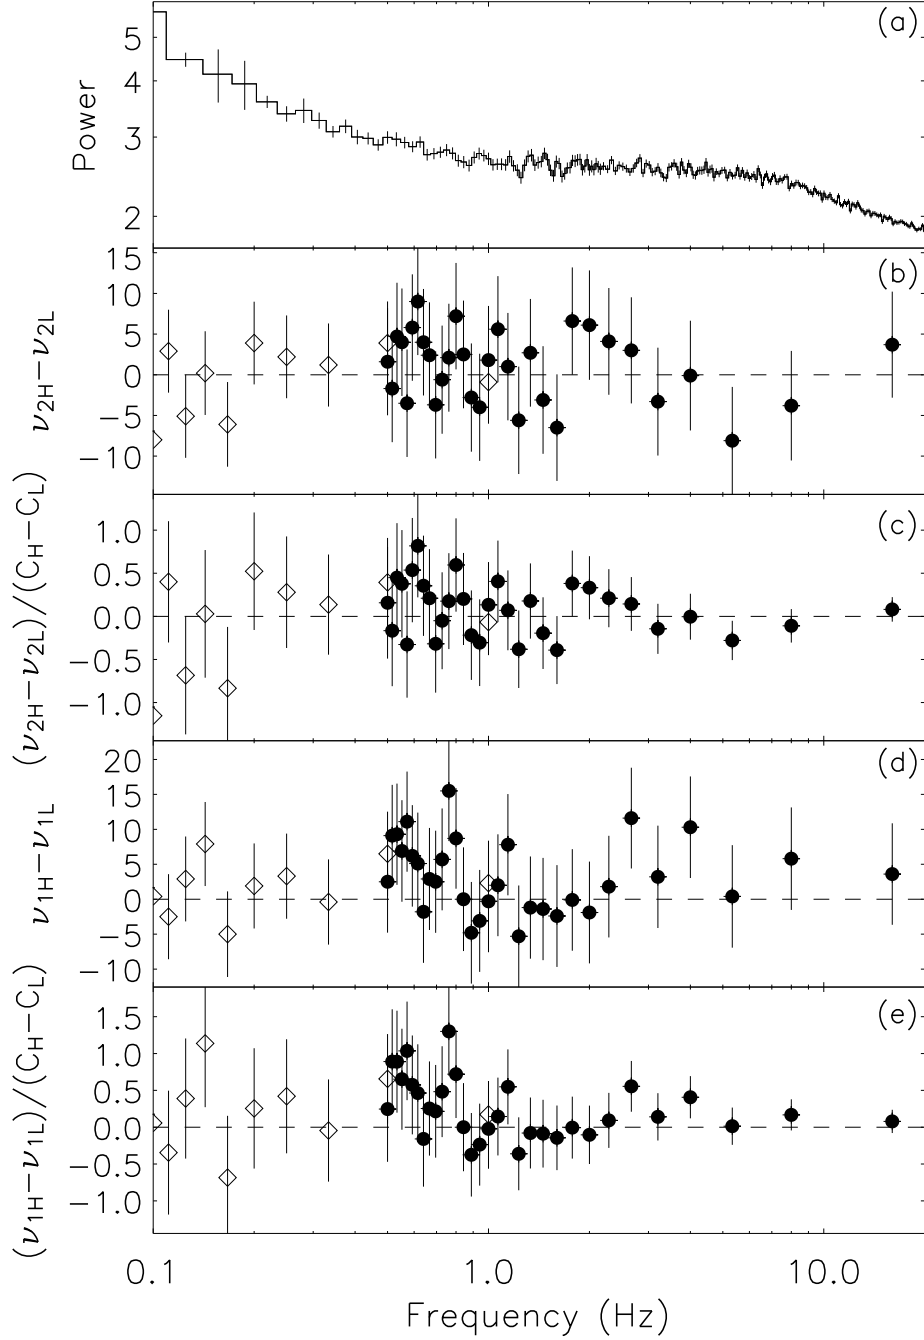 (a)
5
4
3
2
Power
(b)
15
10
5
0
−5
−10
ν2H−ν2L
(c)
1.0
0.5
0.0
−0.5
−1.0
(ν2H−ν2L)/(CH−CL)
(d)
20
15
10
5
0
−5
−10
ν1H−ν1L
(e)
1.5
1.0
0.5
0.0
−0.5
−1.0
(ν1H−ν1L)/(CH−CL)
0.1 1.0 10.0
Frequency (Hz)